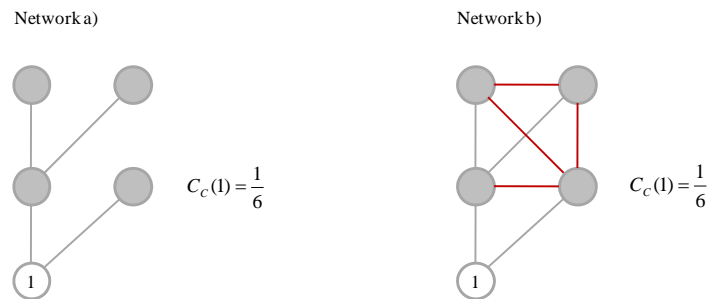 Network a)
Network b)
C_C(1) = 1/6
C_C(1) = 1/6
1
1